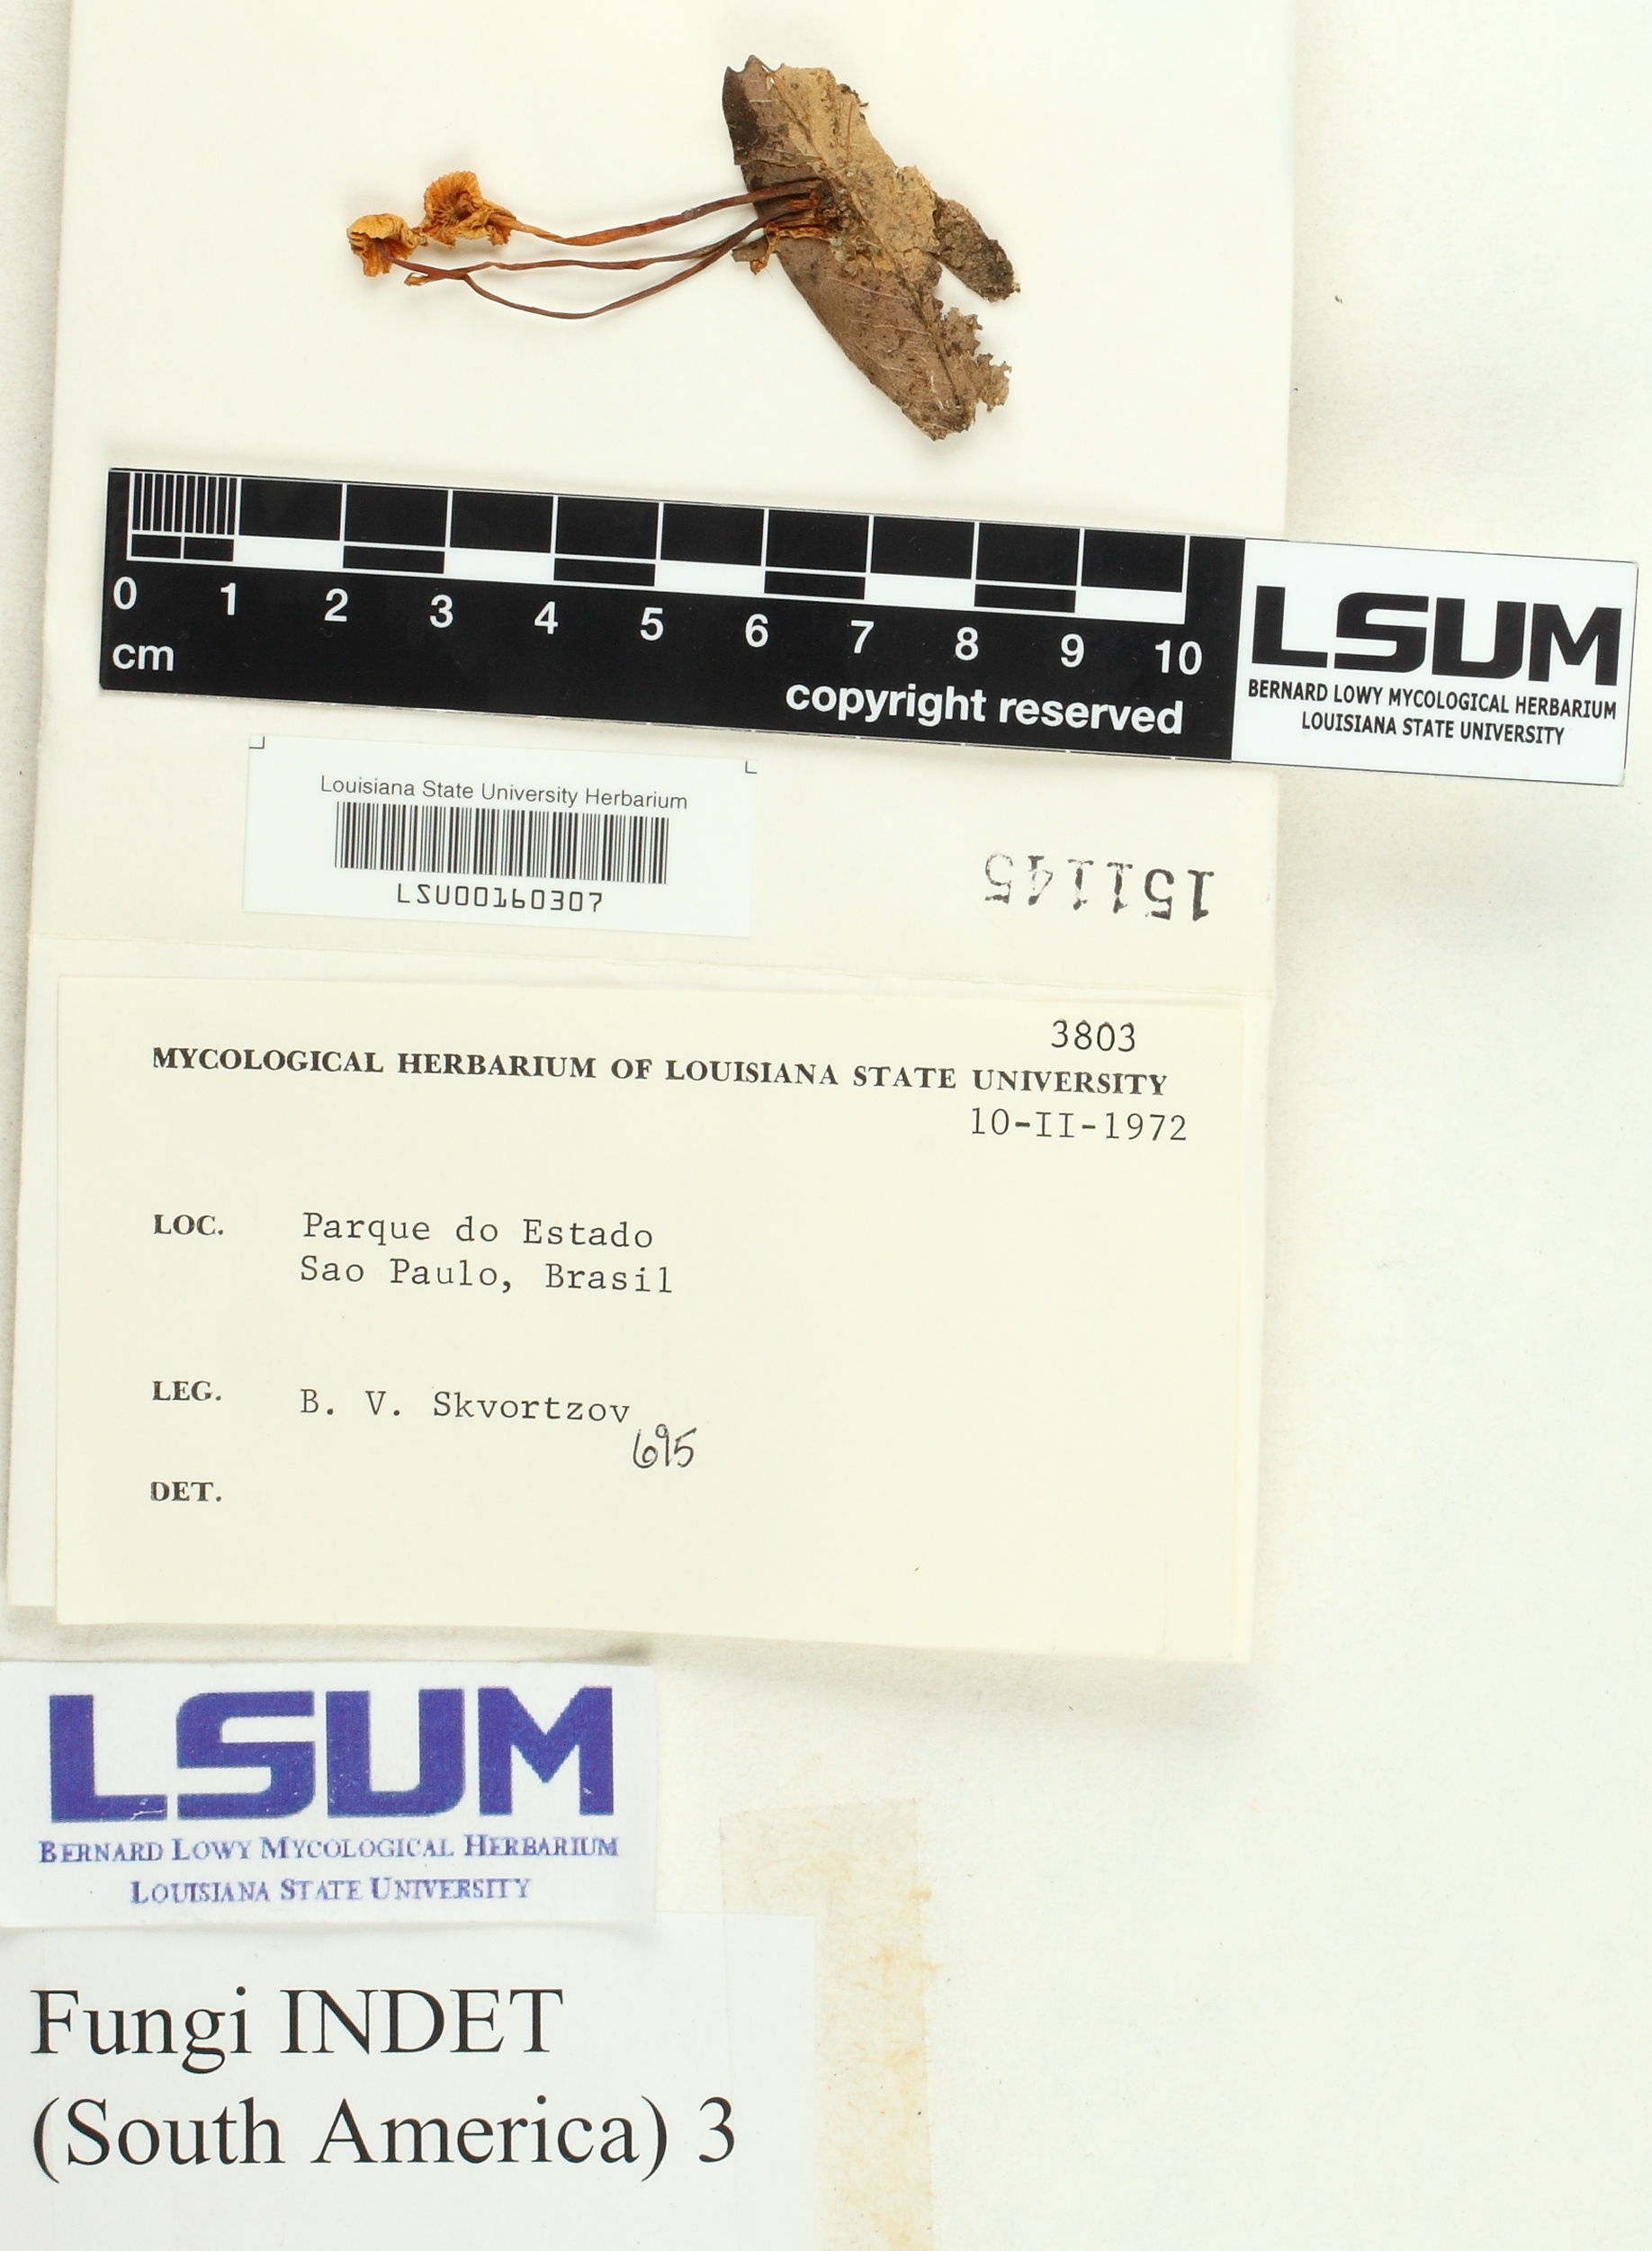 0 1 2 3 4 5 6 7 8 9 10
cm
copyright reserved
LSUM
BERNARD LOWY MYCOLOGICAL HERBARIUM
LOUISIANA STATE UNIVERSITY
Louisiana State University Herbarium
LSU00160307
151145
3803
MYCOLOGICAL HERBARIUM OF LOUISIANA STATE UNIVERSITY
10-II-1972
LOC. Parque do Estado
Sao Paulo, Brasil
LEG. B. V. Skvortzov
695
DET.
LSUM
BERNARD LOWY MYCOLOGICAL HERBARIUM
LOUISIANA STATE UNIVERSITY
Fungi INDET
(South America) 3